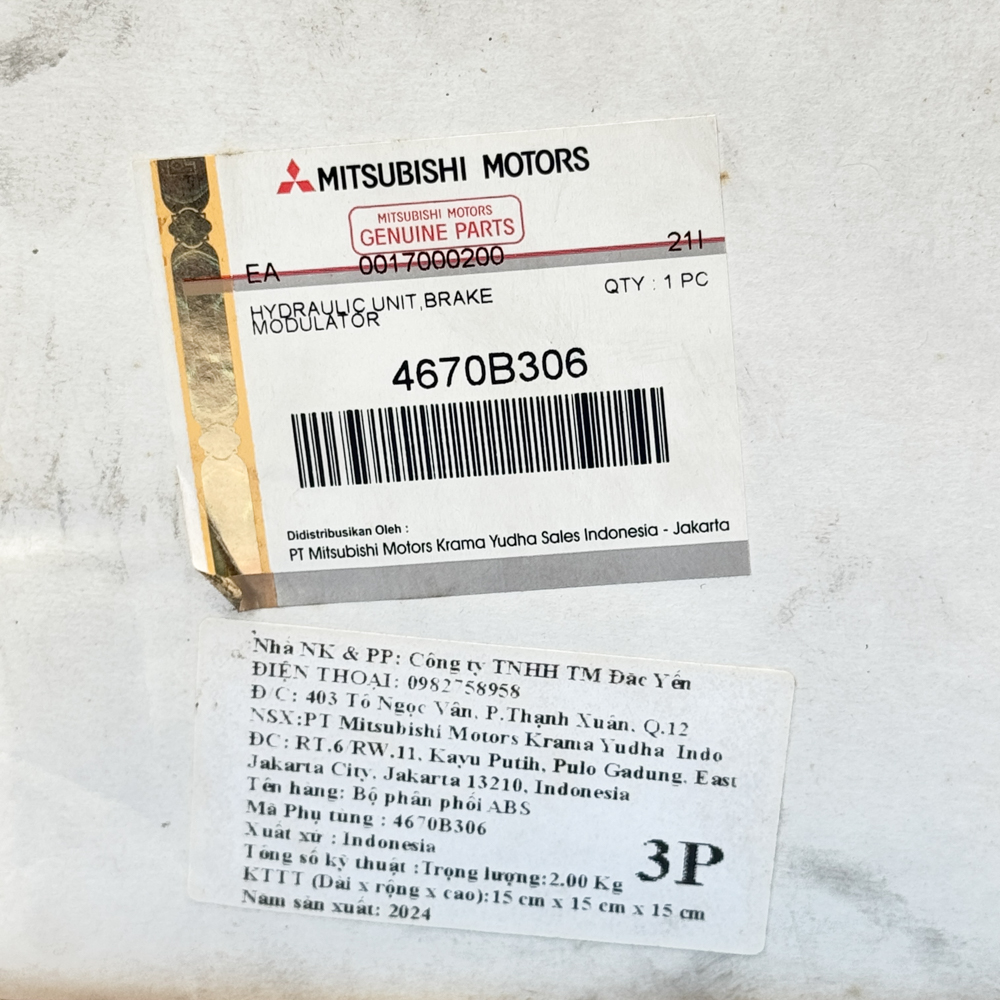 MITSUBISHI MOTORS
MITSUBISHI MOTORS
GENUINE PARTS
EA 0017000200 21I
HYDRAULIC UNIT,BRAKE QTY : 1 PC
MODULATOR
4670B306
Didistribusikan Oleh :
PT Mitsubishi Motors Krama Yudha Sales Indonesia - Jakarta
Nhà NK & PP: Công ty TNHH TM Đăc Yến
ĐIỆN THOẠI: 0982758958
Đ/C: 403 Tô Ngọc Vân, P.Thạnh Xuân, Q.12
NSX:PT Mitsubishi Motors Krama Yudha Indo
ĐC: RT.6/RW.11, Kayu Putih, Pulo Gadung, East
Jakarta City, Jakarta 13210, Indonesia
Tên hàng: Bộ phân phối ABS
Mã Phụ tùng : 4670B306
Xuất xứ : Indonesia
Tổng số kỹ thuật :Trọng lượng:2.00 Kg
KTTT (Dài x rộng x cao):15 cm x 15 cm x 15 cm
Năm sản xuất: 2024
3P